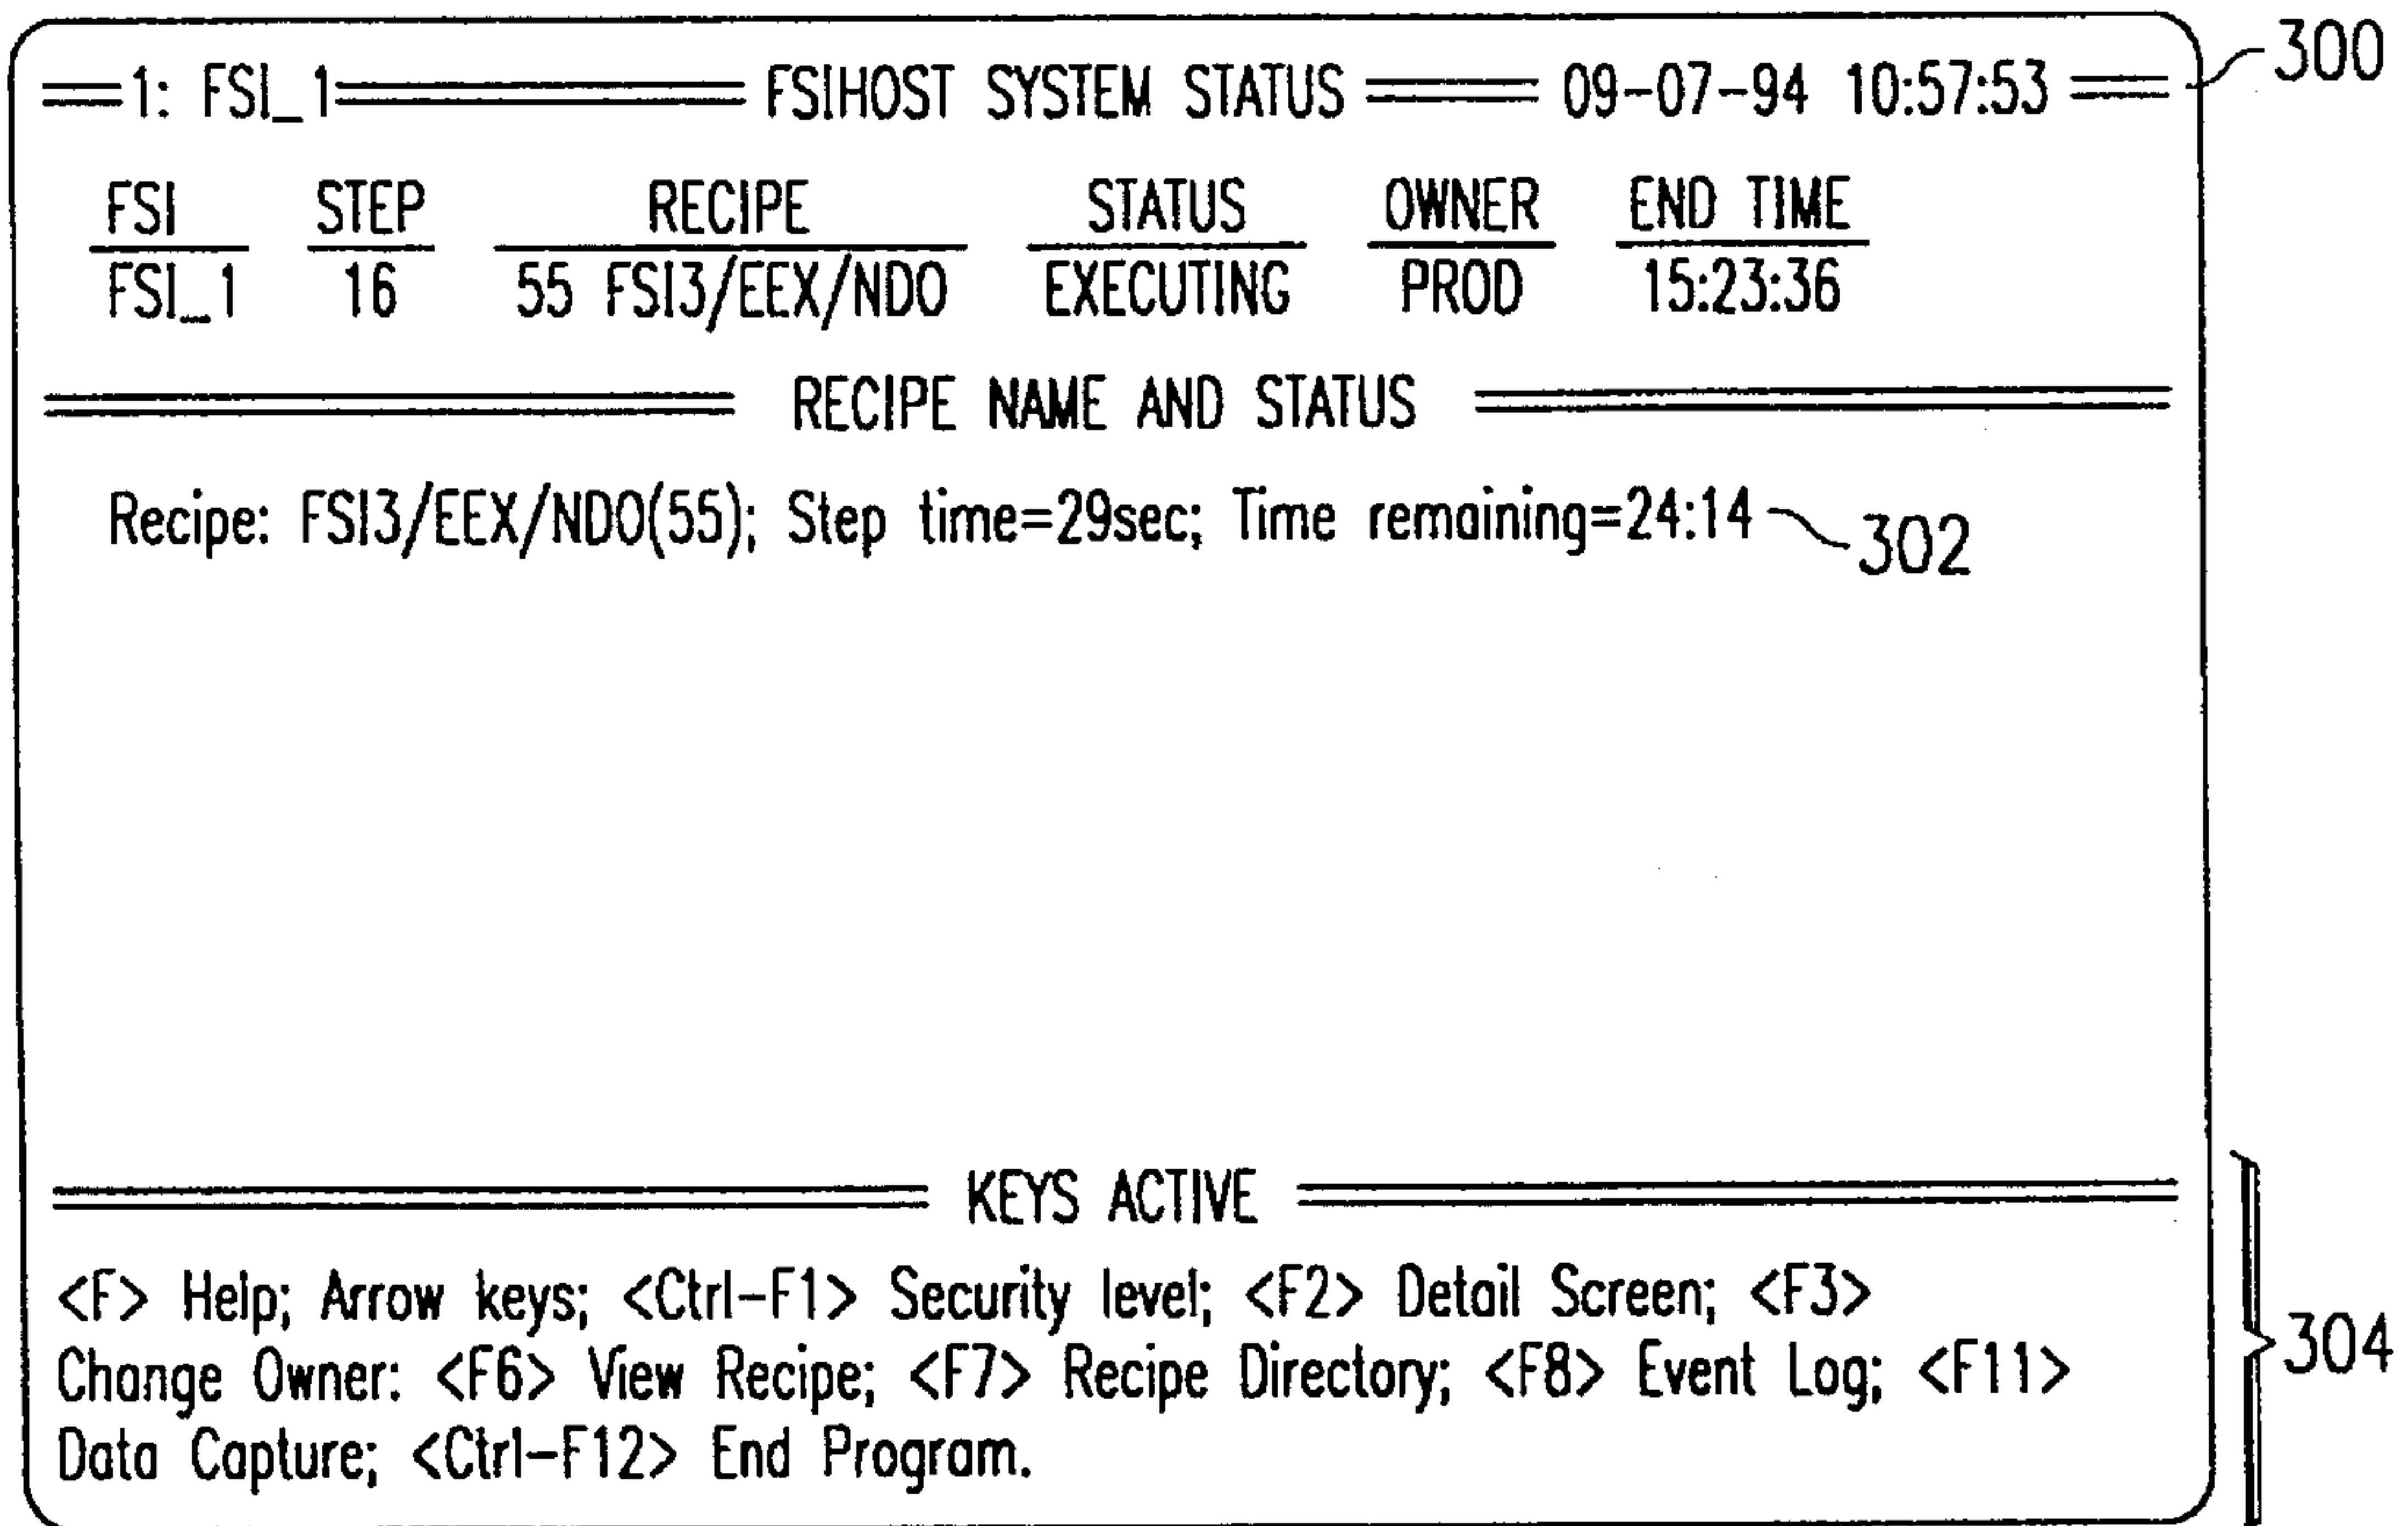 1: FSI_1 FSIHOST SYSTEM STATUS 09-07-94 10:57:53
300
FSI STEP RECIPE STATUS OWNER END TIME
FSI_1 16 55 FSI3/EEX/NDO EXECUTING PROD 15:23:36
RECIPE NAME AND STATUS
Recipe: FSI3/EEX/NDO(55); Step time=29sec; Time remaining=24:14
302
KEYS ACTIVE
<F> Help; Arrow keys; <Ctrl-F1> Security level; <F2> Detail Screen; <F3>
Change Owner: <F6> View Recipe; <F7> Recipe Directory; <F8> Event Log; <F11>
Data Capture; <Ctrl-F12> End Program.
304